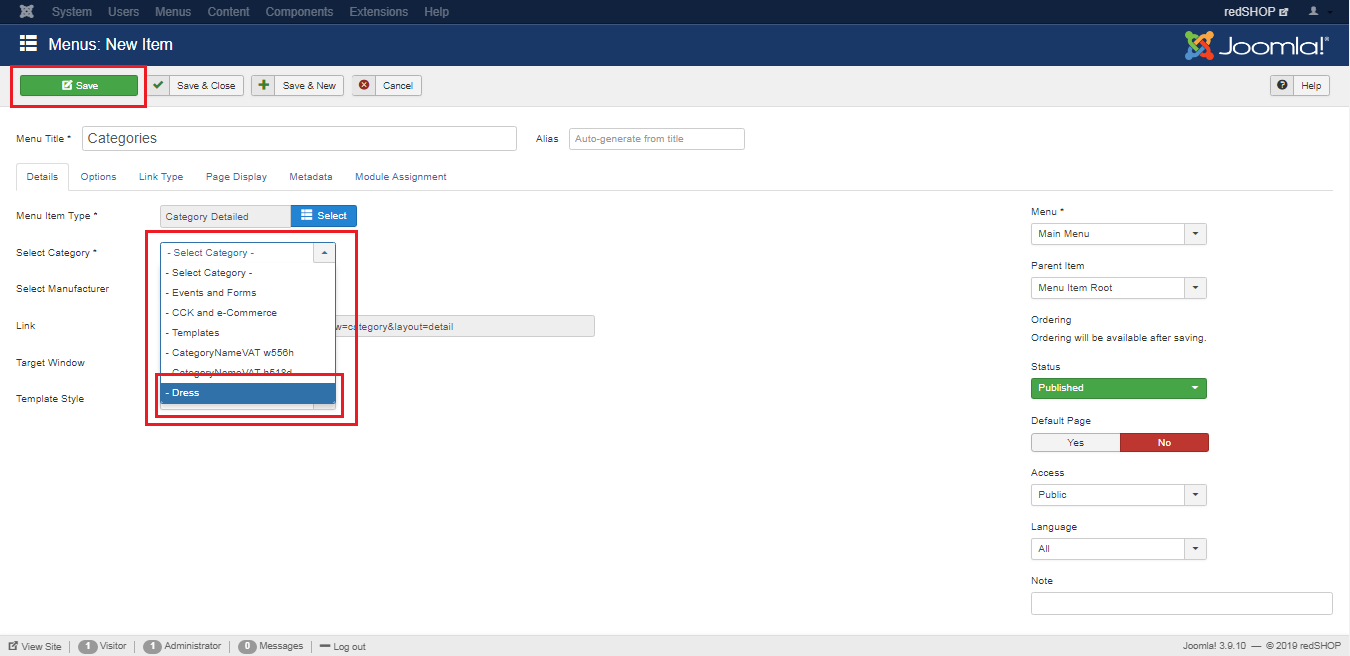 System Users Menus Content Components Extensions Help redSHOP
Menus: New Item Joomla!®
Save Save & Close Save & New Cancel Help
Menu Title * Categories Alias Auto-generate from title
Details Options Link Type Page Display Metadata Module Assignment
Menu Item Type * Category Detailed Select
Select Category * - Select Category -
- Select Category -
Select Manufacturer
- Events and Forms
- CCK and e-Commerce
Link w=category&layout=detail
- Templates
- CategoryNameVAT w556h
Target Window
- CategoryNameVAT
- Dress
Template Style
Menu *
Main Menu
Parent Item
Menu Item Root
Ordering
Ordering will be available after saving.
Status
Published
Default Page
Yes No
Access
Public
Language
All
Note
View Site 1 Visitor 1 Administrator 0 Messages Log out Joomla! 3.9.10 — © 2019 redSHOP